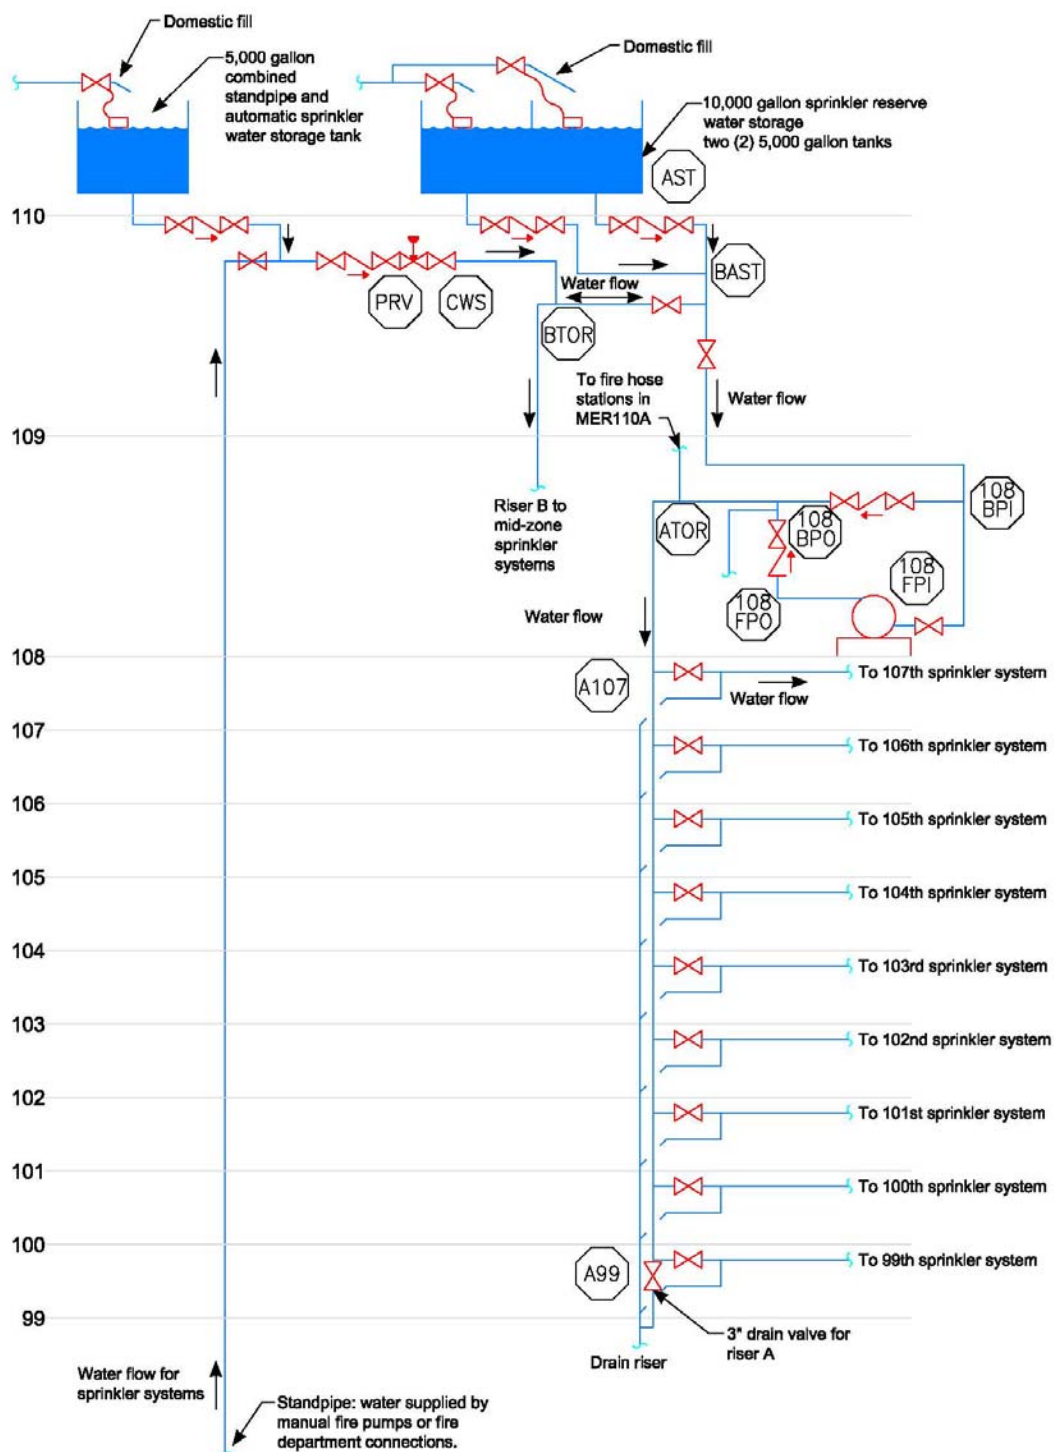 Domestic fill
5,000 gallon
combined
standpipe and
automatic sprinkler
water storage tank
Domestic fill
10,000 gallon sprinkler reserve
water storage
two (2) 5,000 gallon tanks
AST
110
BAST
PRV
CWS
Water flow
BTOR
To fire hose
stations in
MER110A
Water flow
109
Riser B to
mid-zone
sprinkler
systems
ATOR
108
BPO
108
BPI
108
FPI
108
FPO
Water flow
108
A107
To 107th sprinkler system
Water flow
107
To 106th sprinkler system
106
To 105th sprinkler system
105
To 104th sprinkler system
104
To 103rd sprinkler system
103
To 102nd sprinkler system
102
To 101st sprinkler system
101
To 100th sprinkler system
100
A99
To 99th sprinkler system
99
3" drain valve for
riser A
Drain riser
Water flow for
sprinkler systems
Standpipe: water supplied by
manual fire pumps or fire
department connections.